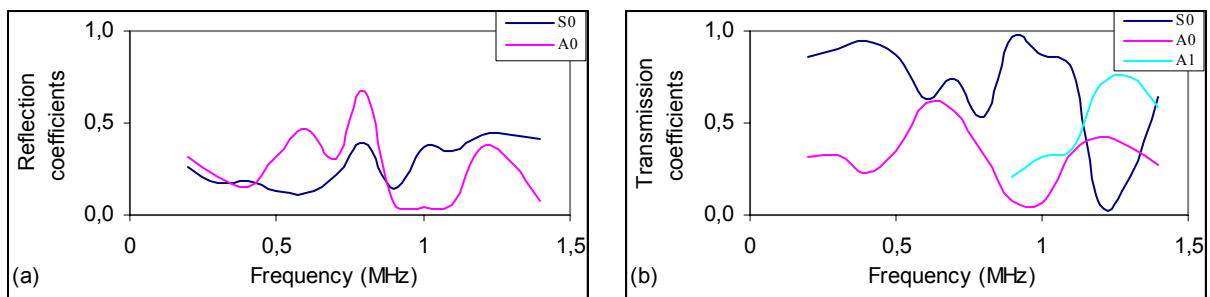 S0
A0
1,0
0,5
0,0
Reflection
coefficients
0
0,5
1
1,5
Frequency (MHz)
(a)
S0
A0
A1
1,0
0,5
0,0
Transmission
coefficients
0
0,5
1
1,5
Frequency (MHz)
(b)